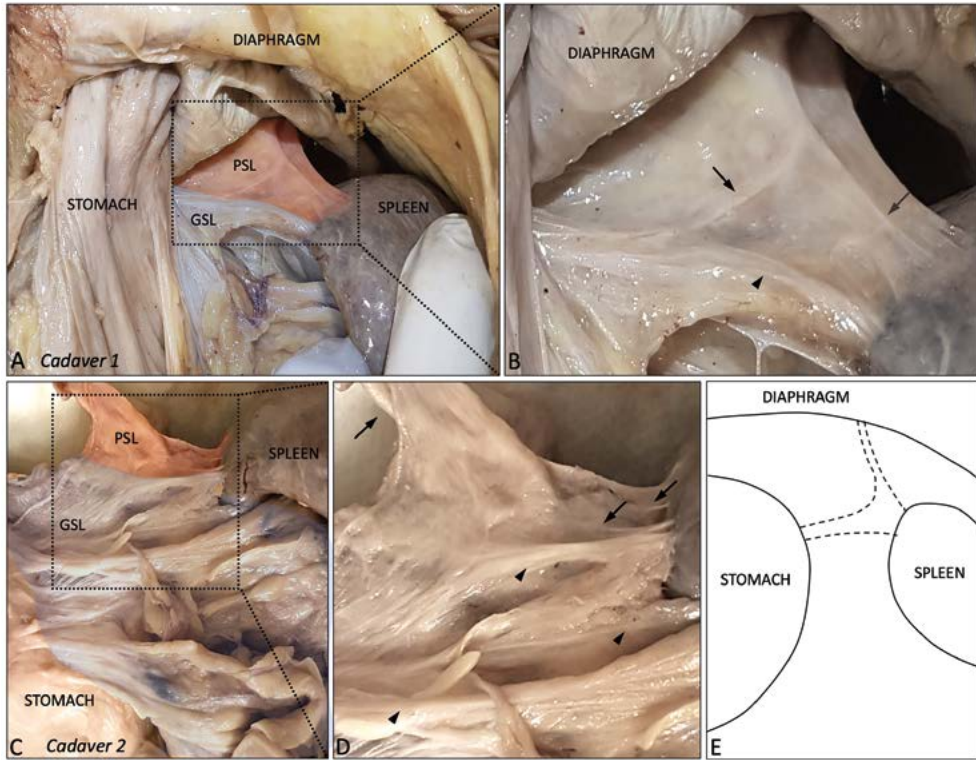 DIAPHRAGM
PSL
STOMACH
GSL
SPLEEN
A Cadaver 1
DIAPHRAGM
B
PSL
SPLEEN
GSL
STOMACH
C Cadaver 2
D
DIAPHRAGM
STOMACH
SPLEEN
E